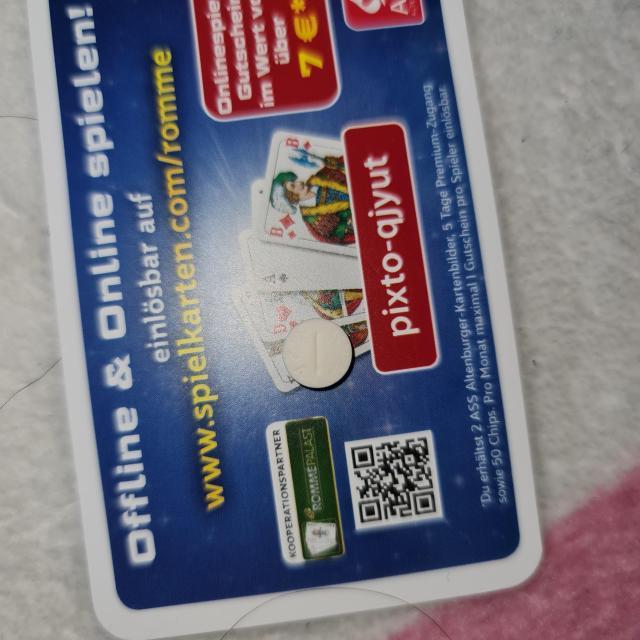 Offline & Online spielen!
einlösbar auf
www.spielkarten.com/romme
Onlinespiel
Gutschein
im Wert vo
über
7 €*
A
B
B
A
B
pixto-qjyut
KOOPERATIONSPARTNER
ROMMÉPALAST
*Du erhältst 2 ASS Altenburger-Kartenbilder, 5 Tage Premium-Zugang
sowie 50 Chips. Pro Monat maximal 1 Gutschein pro Spieler einlösbar.